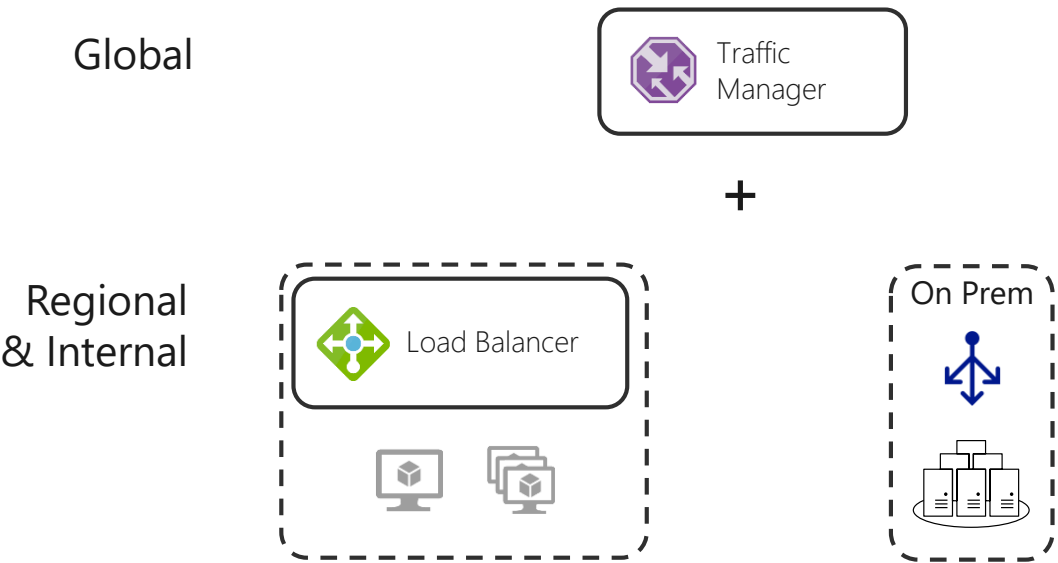 Global
Traffic
Manager
+
Regional
& Internal
Load Balancer
On Prem